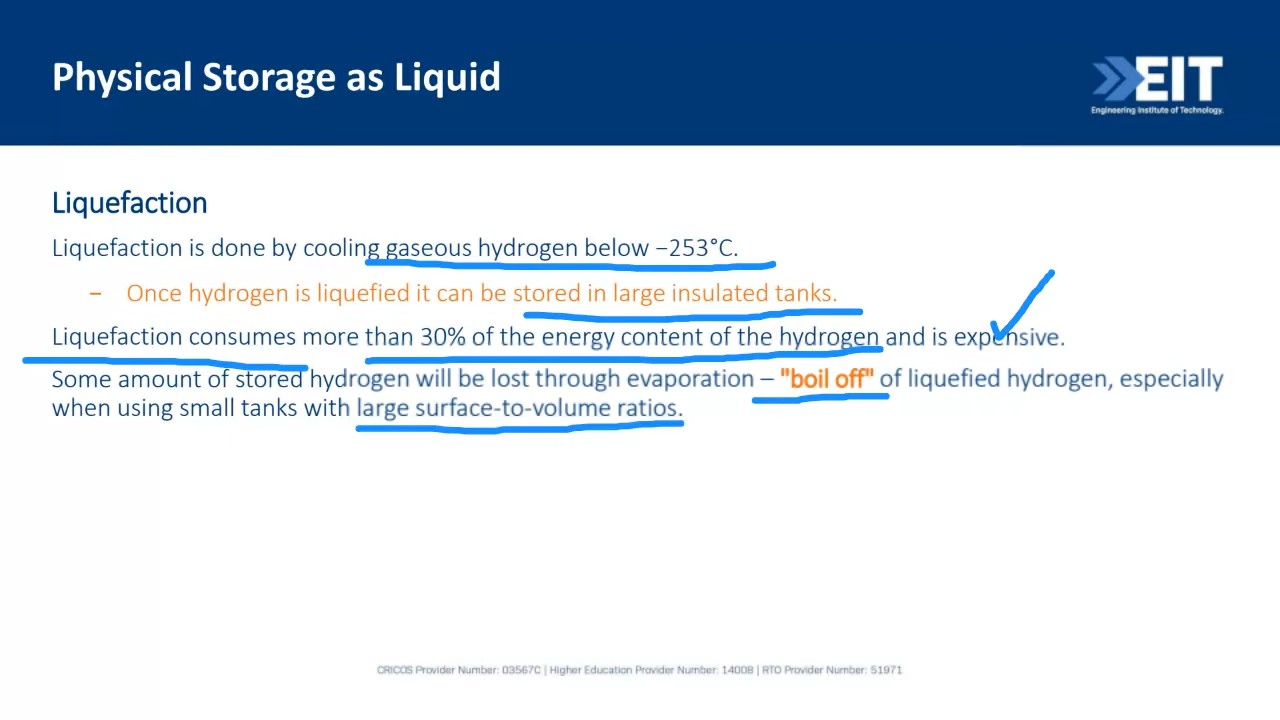 Physical Storage as Liquid
EIT
Engineering Institute of Technology.
Liquefaction
Liquefaction is done by cooling gaseous hydrogen below −253°C.
– Once hydrogen is liquefied it can be stored in large insulated tanks.
Liquefaction consumes more than 30% of the energy content of the hydrogen and is expensive.
Some amount of stored hydrogen will be lost through evaporation – "boil off" of liquefied hydrogen, especially
when using small tanks with large surface-to-volume ratios.
CRICOS Provider Number: 03567C | Higher Education Provider Number: 14008 | RTO Provider Number: 51971